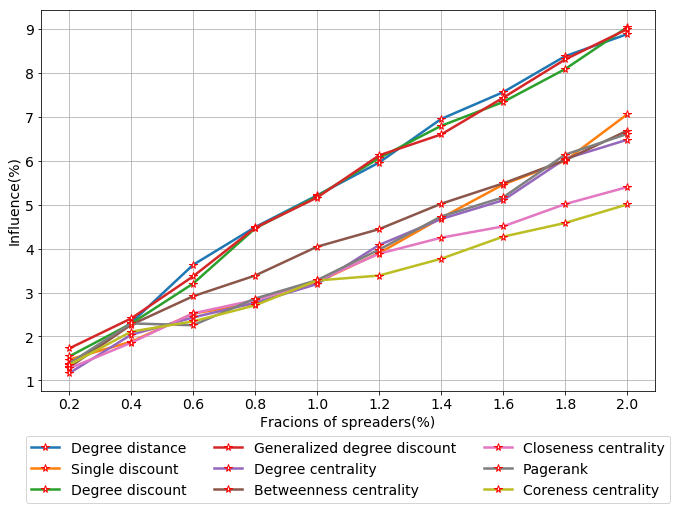 9
8
7
6
5
4
3
2
1
Influence(%)
0.2 0.4 0.6 0.8 1.0 1.2 1.4 1.6 1.8 2.0
Fracions of spreaders(%)
Degree distance Generalized degree discount Closeness centrality
Single discount Degree centrality Pagerank
Degree discount Betweenness centrality Coreness centrality